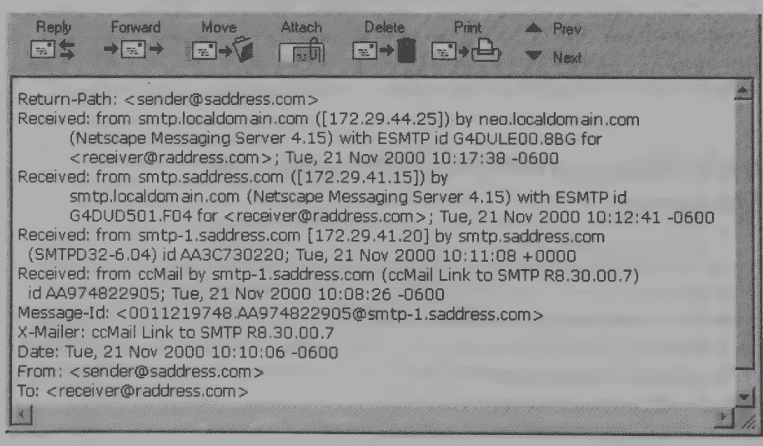 Reply Forward Move Attach Delete Print Prev
Next
Return-Path: <sender@saddress.com>
Received: from smtp.localdomain.com ([172.29.44.25]) by neo.localdomain.com
(Netscape Messaging Server 4.15) with ESMTP id G4DULE00.8BG for
<receiver@raddress.com>; Tue, 21 Nov 2000 10:17:38 -0600
Received: from smtp.saddress.com ([172.29.41.15]) by
smtp.localdomain.com (Netscape Messaging Server 4.15) with ESMTP id
G4DUD501.F04 for <receiver@raddress.com>; Tue, 21 Nov 2000 10:12:41 -0600
Received: from smtp-1.saddress.com [172.29.41.20] by smtp.saddress.com
(SMTPD32-6.04) id AA3C730220; Tue, 21 Nov 2000 10:11:08 +0000
Received: from ccMail by smtp-1.saddress.com (ccMail Link to SMTP R8.30.00.7)
id AA974822905; Tue, 21 Nov 2000 10:08:26 -0600
Message-Id: <0011219748.AA974822905@smtp-1.saddress.com>
X-Mailer: ccMail Link to SMTP R8.30.00.7
Date: Tue, 21 Nov 2000 10:10:06 -0600
From: <sender@saddress.com>
To: <receiver@raddress.com>